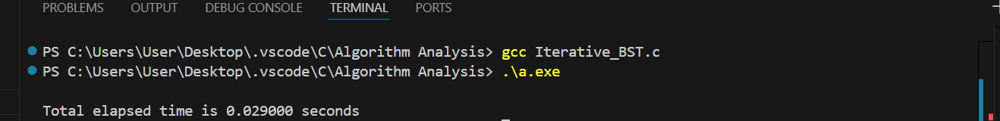 PROBLEMS OUTPUT DEBUG CONSOLE TERMINAL PORTS
PS C:\Users\User\Desktop\.vscode\C\Algorithm Analysis> gcc Iterative_BST.c
PS C:\Users\User\Desktop\.vscode\C\Algorithm Analysis> .\a.exe
Total elapsed time is 0.029000 seconds